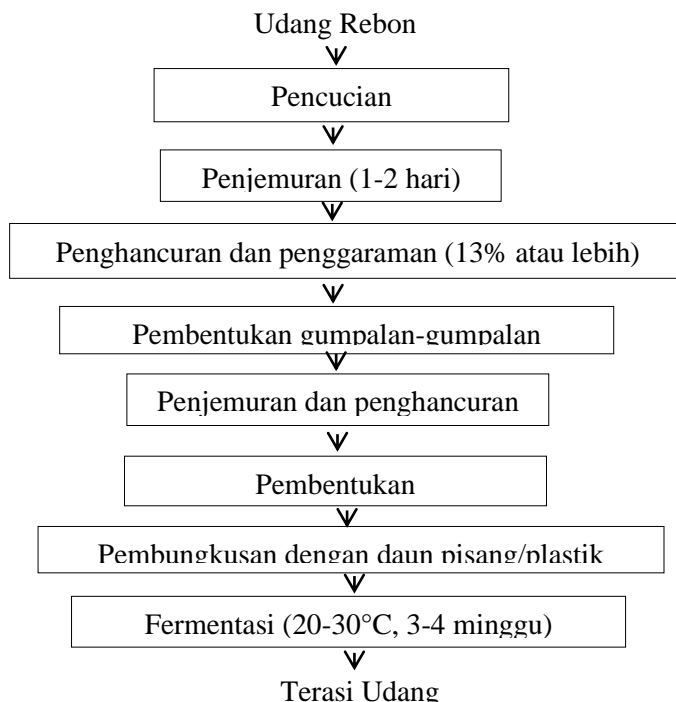 Udang Rebon
Pencucian
Penjemuran (1-2 hari)
Penghancuran dan penggaraman (13% atau lebih)
Pembentukan gumpalan-gumpalan
Penjemuran dan penghancuran
Pembentukan
Pembungkusan dengan daun pisang/plastik
Fermentasi (20-30°C, 3-4 minggu)
Terasi Udang